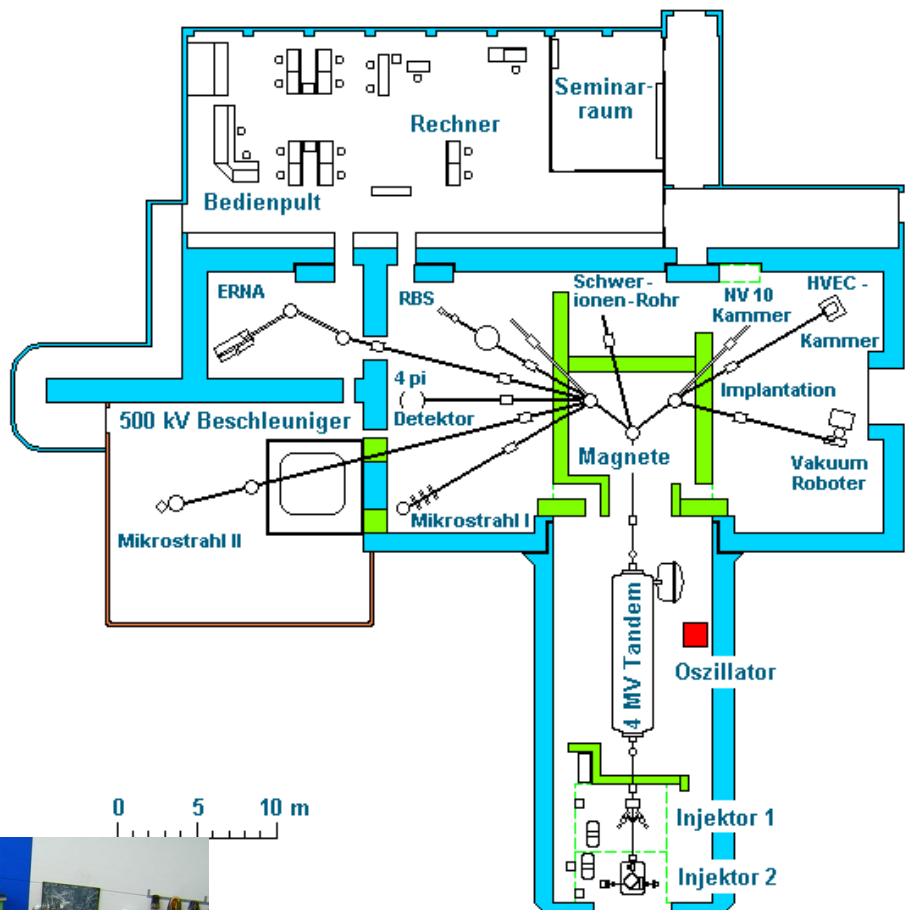 Seminar-
raum
Rechner
Bedienpult
ERNA
RBS
Schwer-
ionen-Rohr
NV 10
Kammer
HVEC -
Kammer
4 pi
Detektor
Implantation
500 kV Beschleuniger
Magnete
Vakuum
Roboter
Mikrostrahl I
Mikrostrahl II
4 MV Tandem
Oszillator
0 5 10 m
Injektor 1
Injektor 2